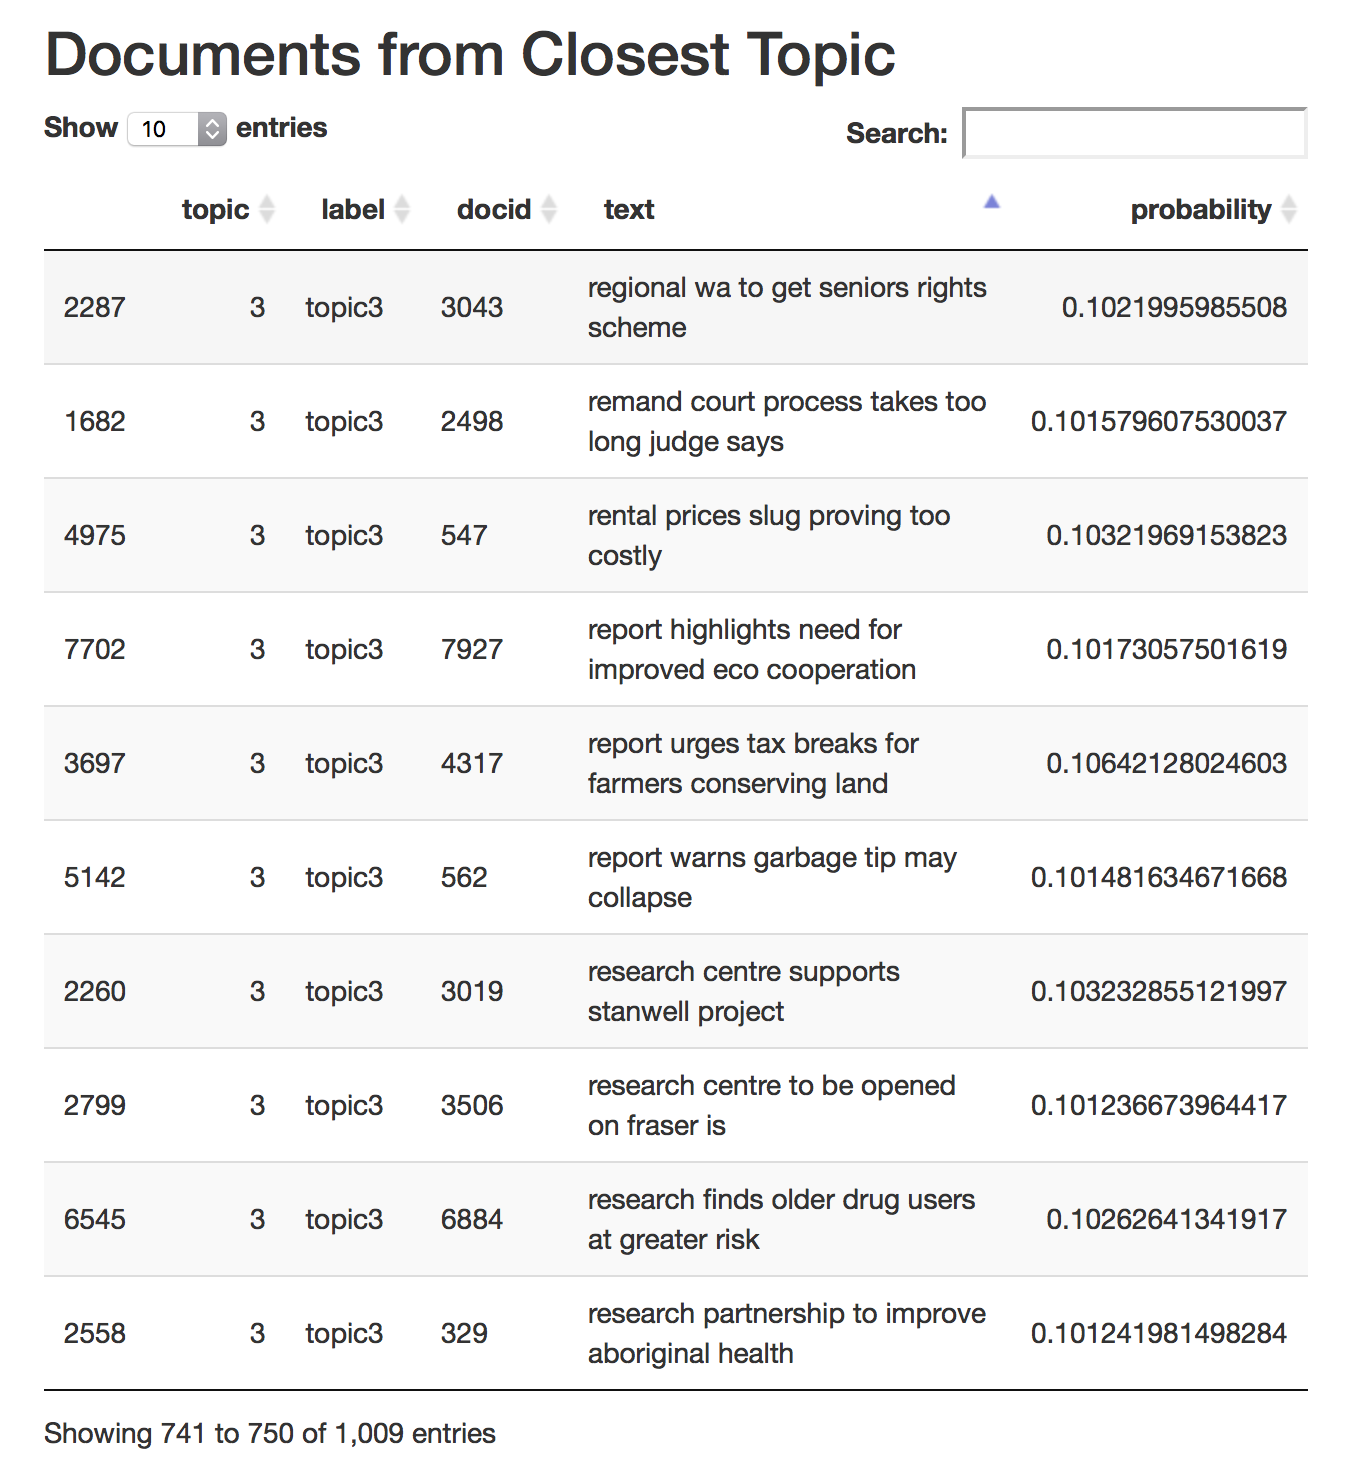 Documents from Closest Topic
Show 10 entries
Search:
topic label docid text probability
2287 3 topic3 3043 regional wa to get seniors rights scheme 0.1021995985508
1682 3 topic3 2498 remand court process takes too long judge says 0.101579607530037
4975 3 topic3 547 rental prices slug proving too costly 0.10321969153823
7702 3 topic3 7927 report highlights need for improved eco cooperation 0.10173057501619
3697 3 topic3 4317 report urges tax breaks for farmers conserving land 0.10642128024603
5142 3 topic3 562 report warns garbage tip may collapse 0.101481634671668
2260 3 topic3 3019 research centre supports stanwell project 0.103232855121997
2799 3 topic3 3506 research centre to be opened on fraser is 0.101236673964417
6545 3 topic3 6884 research finds older drug users at greater risk 0.10262641341917
2558 3 topic3 329 research partnership to improve aboriginal health 0.101241981498284
Showing 741 to 750 of 1,009 entries